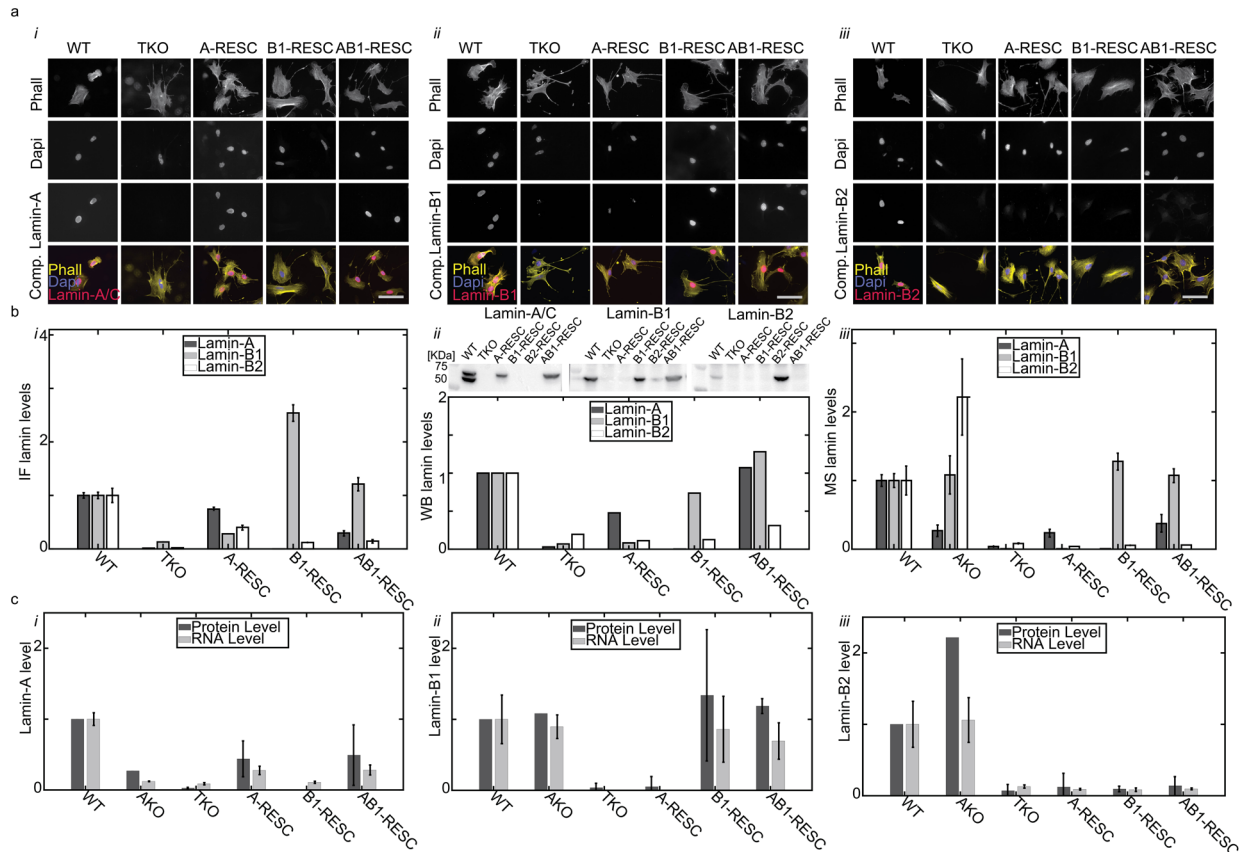 a
i
ii
iii
WT TKO A-RESC B1-RESC AB1-RESC
WT TKO A-RESC B1-RESC AB1-RESC
WT TKO A-RESC B1-RESC AB1-RESC
Phall
Dapi
Lamin-A
Comp.
Phall
Dapi
Lamin-A/C
Phall
Dapi
Lamin-B1
Comp.
Phall
Dapi
Lamin-B1
Phall
Dapi
Lamin-B2
Comp.
Phall
Dapi
Lamin-B2
b
i
IF lamin levels
4
2
0
Lamin-A
Lamin-B1
Lamin-B2
WT TKO A-RESC B1-RESC AB1-RESC
ii
Lamin-A/C Lamin-B1 Lamin-B2
WT TKO A-RESC B1-RESC B2-RESC AB1-RESC
WT TKO A-RESC B1-RESC B2-RESC AB1-RESC
WT TKO A-RESC B1-RESC B2-RESC AB1-RESC
[KDa]
75
50
WB lamin levels
2
1
0
Lamin-A
Lamin-B1
Lamin-B2
WT TKO A-RESC B1-RESC AB1-RESC
iii
MS lamin levels
2
0
Lamin-A
Lamin-B1
Lamin-B2
WT AKO TKO A-RESC B1-RESC AB1-RESC
c
i
Lamin-A level
2
0
Protein Level
RNA Level
WT AKO TKO A-RESC B1-RESC AB1-RESC
ii
Lamin-B1 level
2
0
Protein Level
RNA Level
WT AKO TKO A-RESC B1-RESC AB1-RESC
iii
Lamin-B2 level
2
0
Protein Level
RNA Level
WT AKO TKO A-RESC B1-RESC AB1-RESC